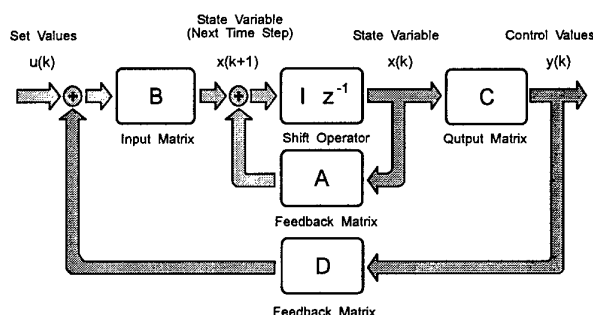 Set Values
u(k)
State Variable
(Next Time Step)
x(k+1)
State Variable
x(k)
Control Values
y(k)
B
I z⁻¹
C
Input Matrix
Shift Operator
Qutput Matrix
A
Feedback Matrix
D
Feedback Matrix